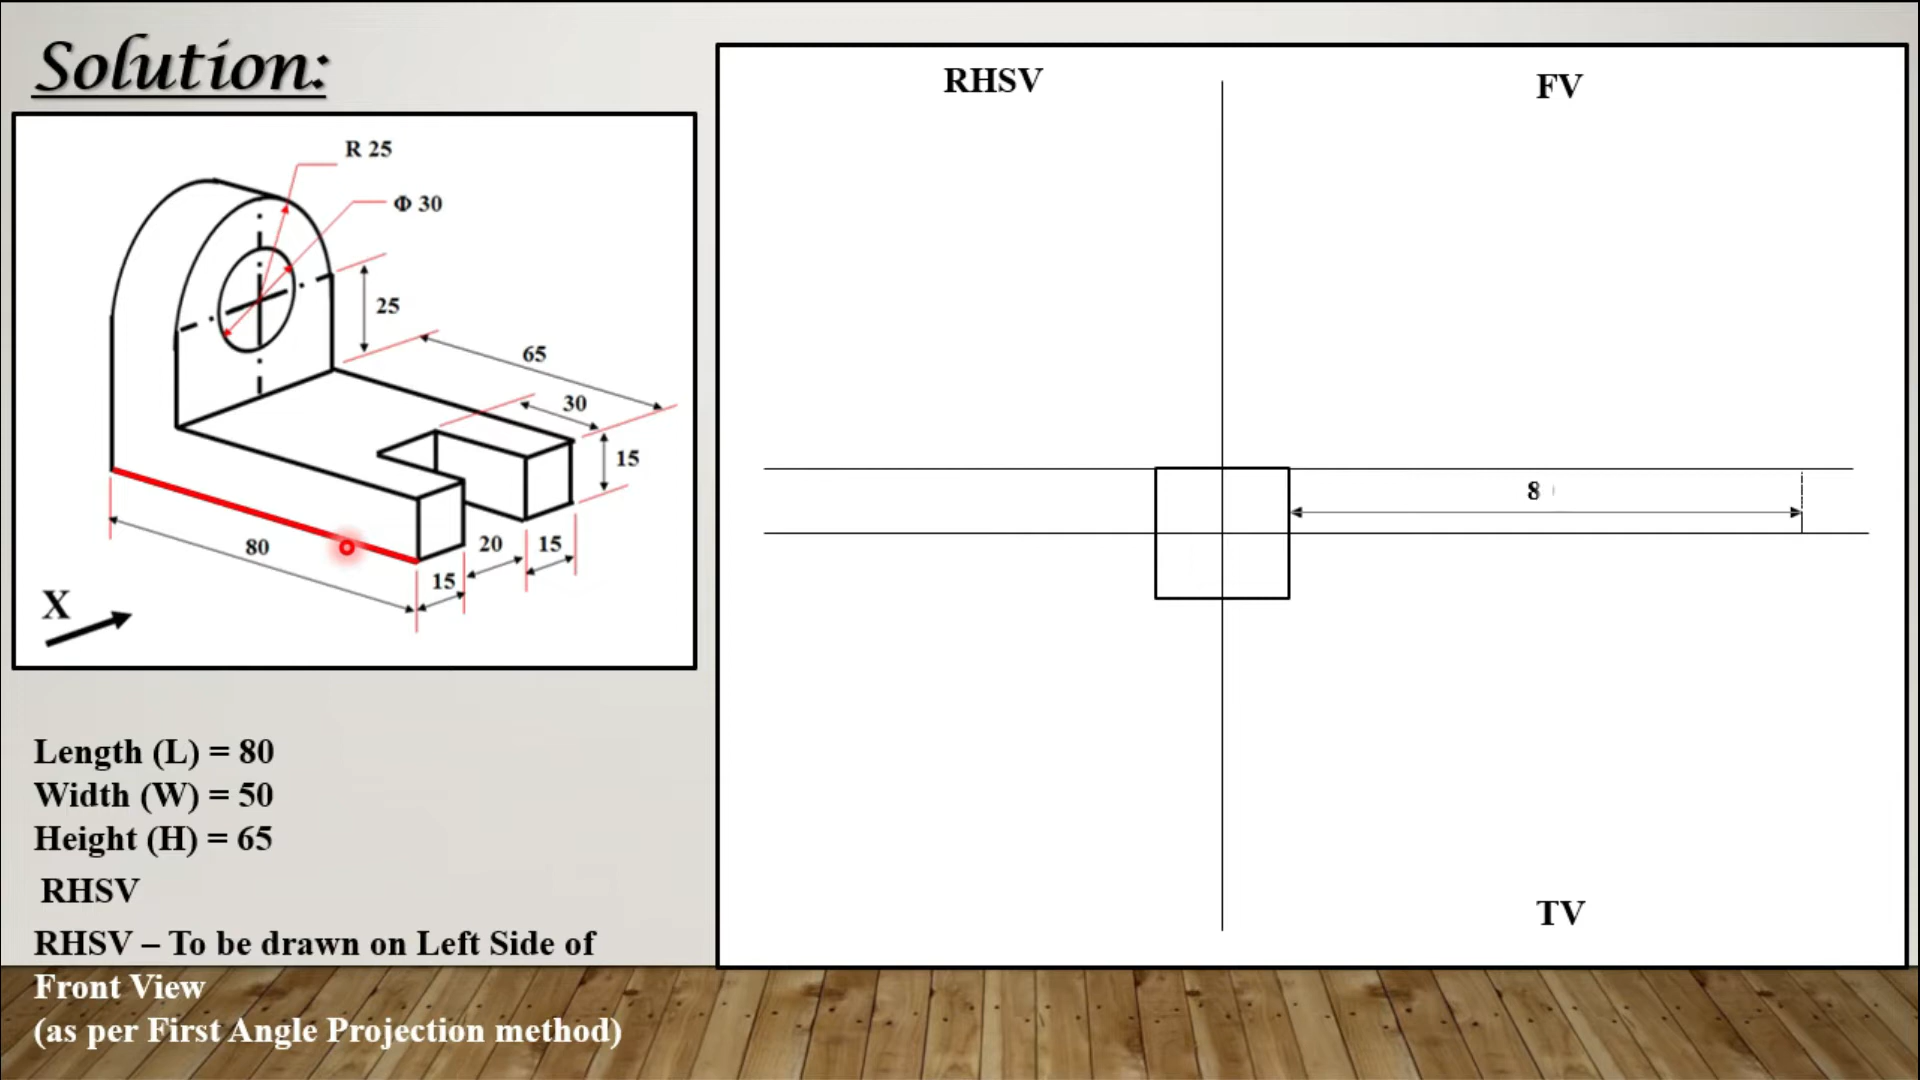 Solution:
R 25
Φ 30
25
65
30
15
80
20
15
15
X
Length (L) = 80
Width (W) = 50
Height (H) = 65
RHSV
RHSV – To be drawn on Left Side of
Front View
(as per First Angle Projection method)
RHSV
FV
8
TV